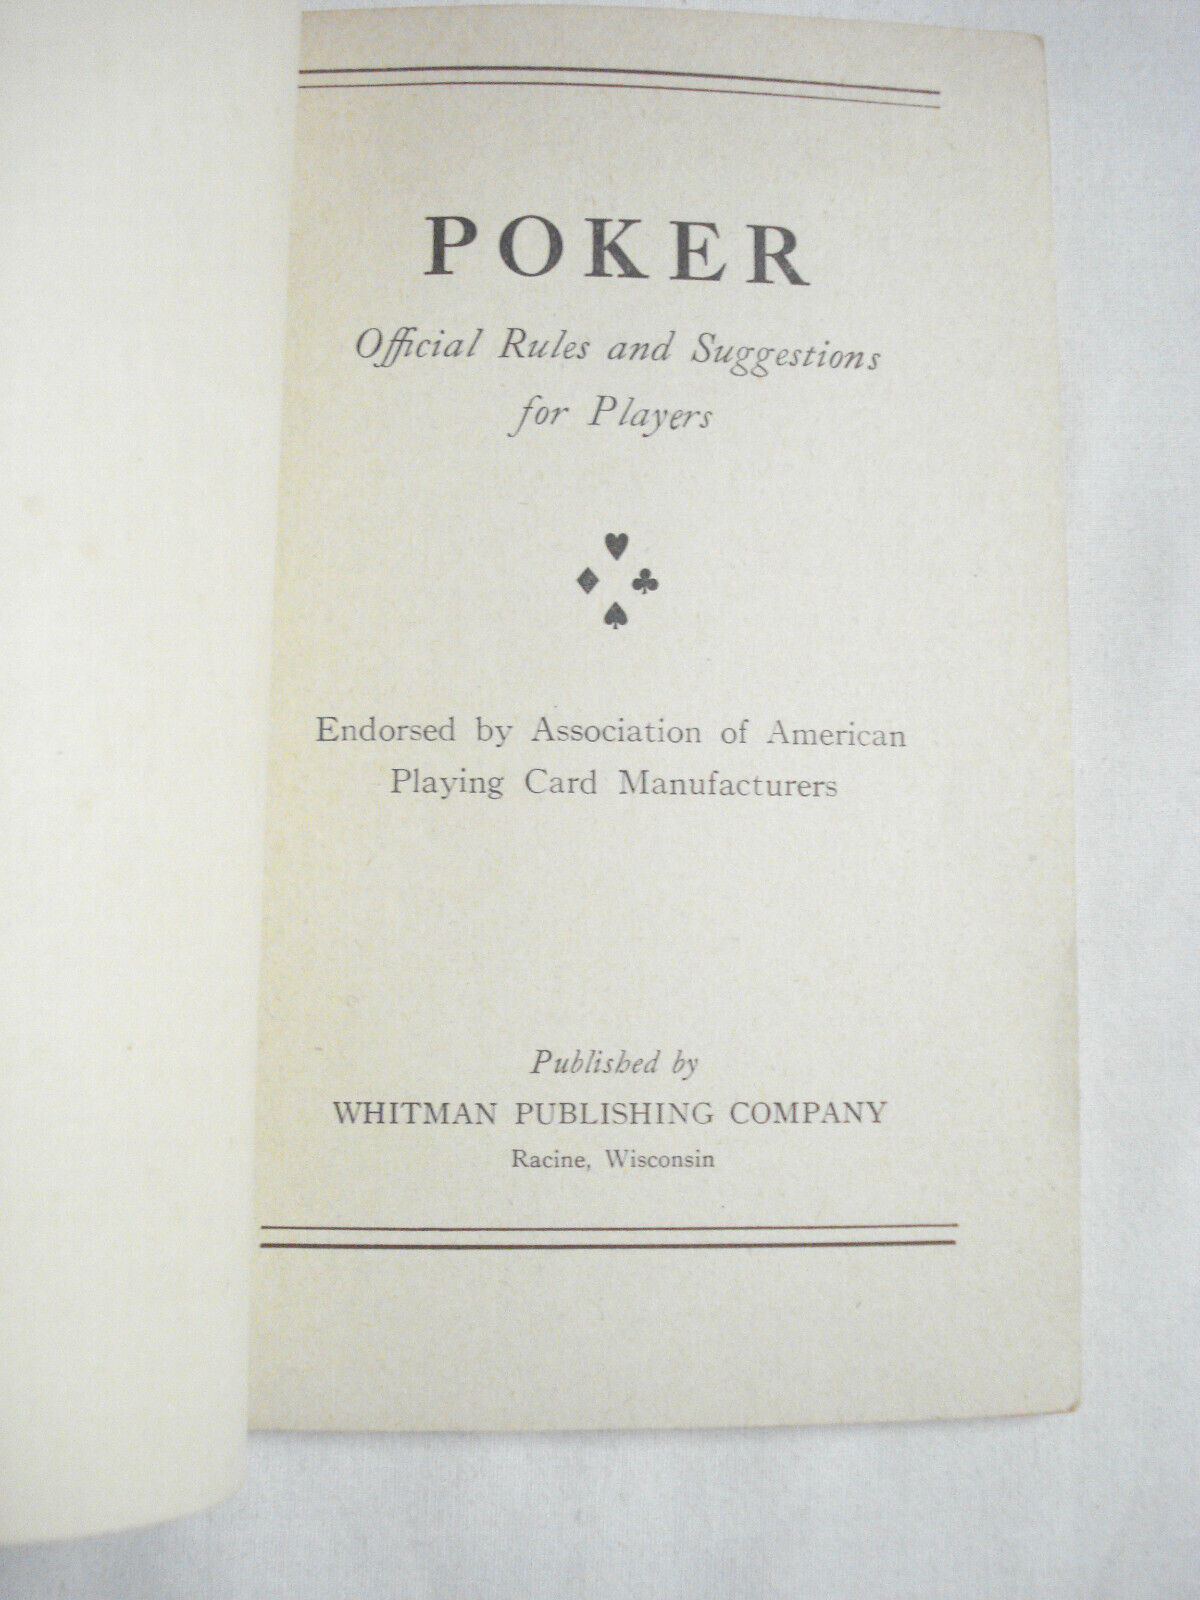 POKER
Official Rules and Suggestions
for Players
Endorsed by Association of American
Playing Card Manufacturers
Published by
WHITMAN PUBLISHING COMPANY
Racine, Wisconsin